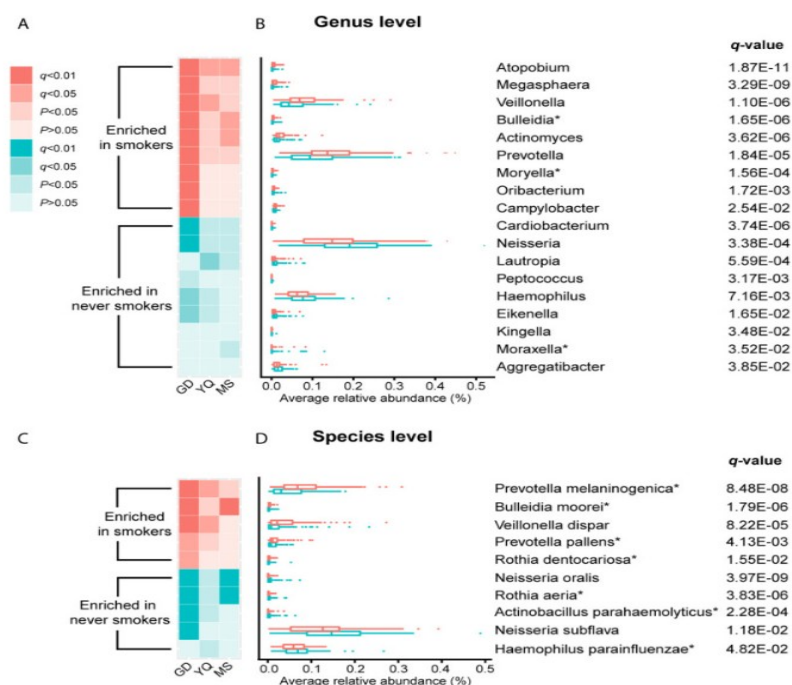 A
B
Genus level
q-value
q<0.01
q<0.05
P<0.05
P>0.05
q<0.01
q<0.05
P<0.05
P>0.05
Enriched
in smokers
Enriched in
never smokers
GD YQ MS
Atopobium 1.87E-11
Megasphaera 3.29E-09
Veillonella 1.10E-06
Bulleidia* 1.65E-06
Actinomyces 3.62E-06
Prevotella 1.84E-05
Moryella* 1.56E-04
Oribacterium 1.72E-03
Campylobacter 2.54E-02
Cardiobacterium 3.74E-06
Neisseria 3.38E-04
Lautropia 5.59E-04
Peptococcus 3.17E-03
Haemophilus 7.16E-03
Eikenella 1.65E-02
Kingella 3.48E-02
Moraxella* 3.52E-02
Aggregatibacter 3.85E-02
0.0 0.1 0.2 0.3 0.4 0.5
Average relative abundance (%)
C
D
Species level
q-value
Enriched
in smokers
Enriched in
never smokers
GD YQ MS
Prevotella melaninogenica* 8.48E-08
Bulleidia moorei* 1.79E-06
Veillonella dispar 8.22E-05
Prevotella pallens* 4.13E-03
Rothia dentocariosa* 1.55E-02
Neisseria oralis 3.97E-09
Rothia aeria* 3.83E-06
Actinobacillus parahaemolyticus* 2.28E-04
Neisseria subflava 1.18E-02
Haemophilus parainfluenzae* 4.82E-02
0.0 0.1 0.2 0.3 0.4 0.5
Average relative abundance (%)